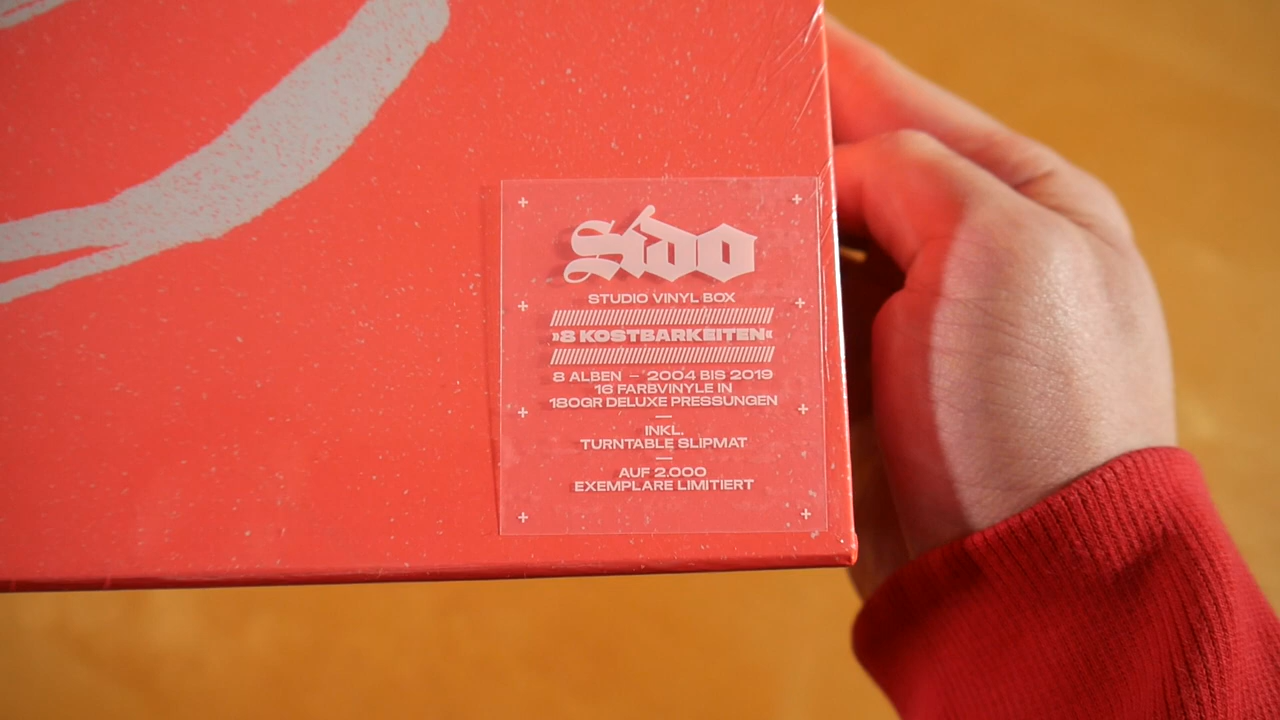 Sido
STUDIO VINYL BOX
»8 KOSTBARKEITEN«
8 ALBEN – 2004 BIS 2019
16 FARBVINYLE IN
180GR DELUXE PRESSUNGEN
—
INKL.
TURNTABLE SLIPMAT
—
AUF 2.000
EXEMPLARE LIMITIERT